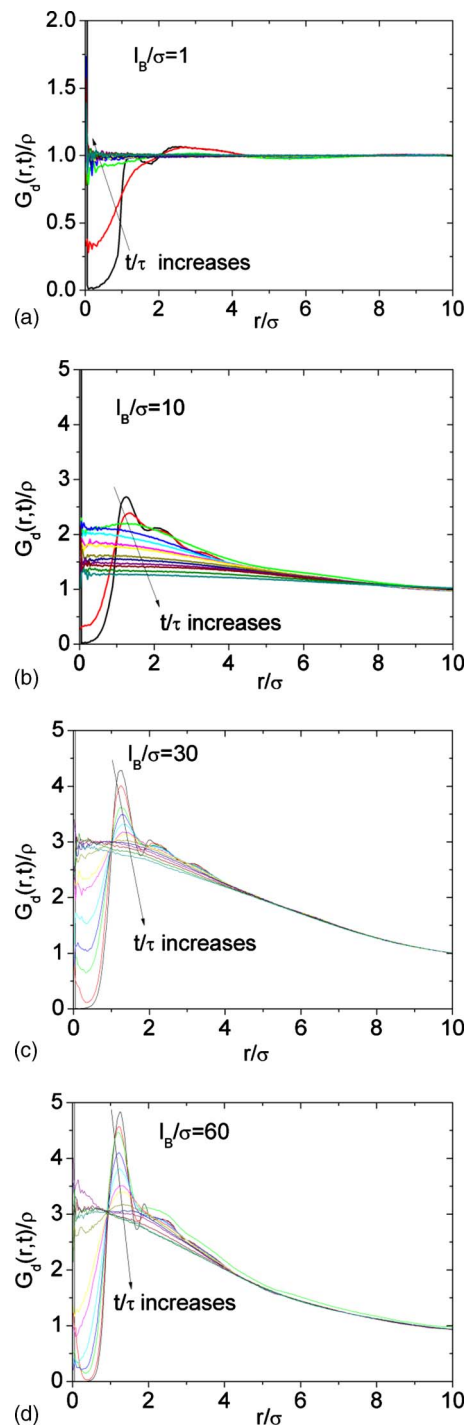 2.0
1.5
1.0
0.5
0.0
G_d(r,t)/ρ
l_B/σ=1
t/τ increases
0 2 4 6 8 10
r/σ
(a)
5
4
3
2
1
0
G_d(r,t)/ρ
l_B/σ=10
t/τ increases
0 2 4 6 8 10
r/σ
(b)
5
4
3
2
1
0
G_d(r,t)/ρ
l_B/σ=30
t/τ increases
0 2 4 6 8 10
r/σ
(c)
5
4
3
2
1
0
G_d(r,t)/ρ
l_B/σ=60
t/τ increases
0 2 4 6 8 10
r/σ
(d)